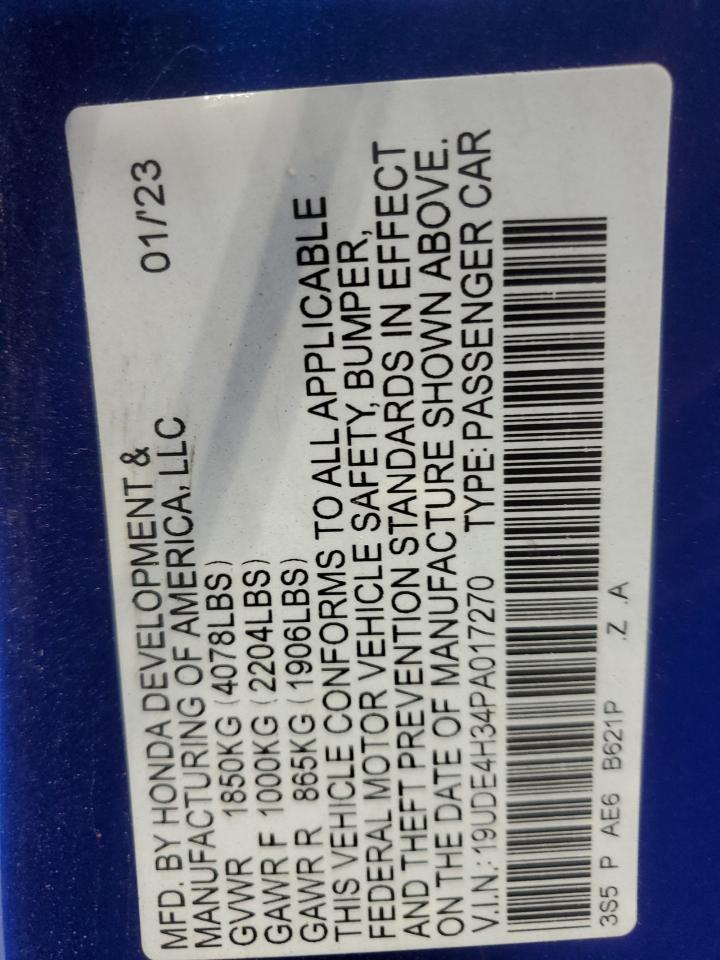 MFD. BY HONDA DEVELOPMENT &
MANUFACTURING OF AMERICA, LLC 01/'23
GVWR 1850KG (4078LBS)
GAWR F 1000KG (2204LBS)
GAWR R 865KG (1906LBS)
THIS VEHICLE CONFORMS TO ALL APPLICABLE
FEDERAL MOTOR VEHICLE SAFETY, BUMPER,
AND THEFT PREVENTION STANDARDS IN EFFECT
ON THE DATE OF MANUFACTURE SHOWN ABOVE.
V.I.N.: 19UDE4H34PA017270 TYPE: PASSENGER CAR
3S5 P AE6 B621P .Z .A